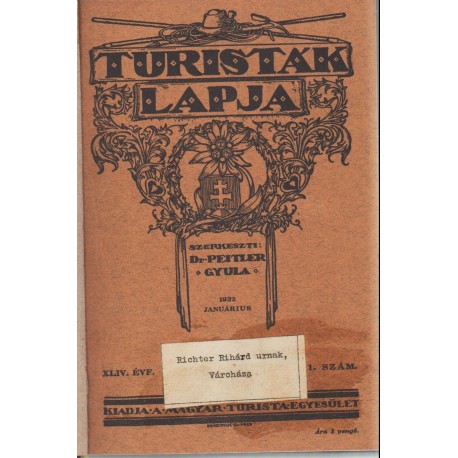 TURISTÁK
LAPJA
SZERKESZTI:
Dr PEITLER
GYULA
1932
JANUÁRIUS
Richter Rihárd urnak,
Városháza
XLIV. ÉVF.
1. SZÁM.
KIADJA·A·MAGYAR·TURISTA·EGYESÜLET
Ára 1 pengő.